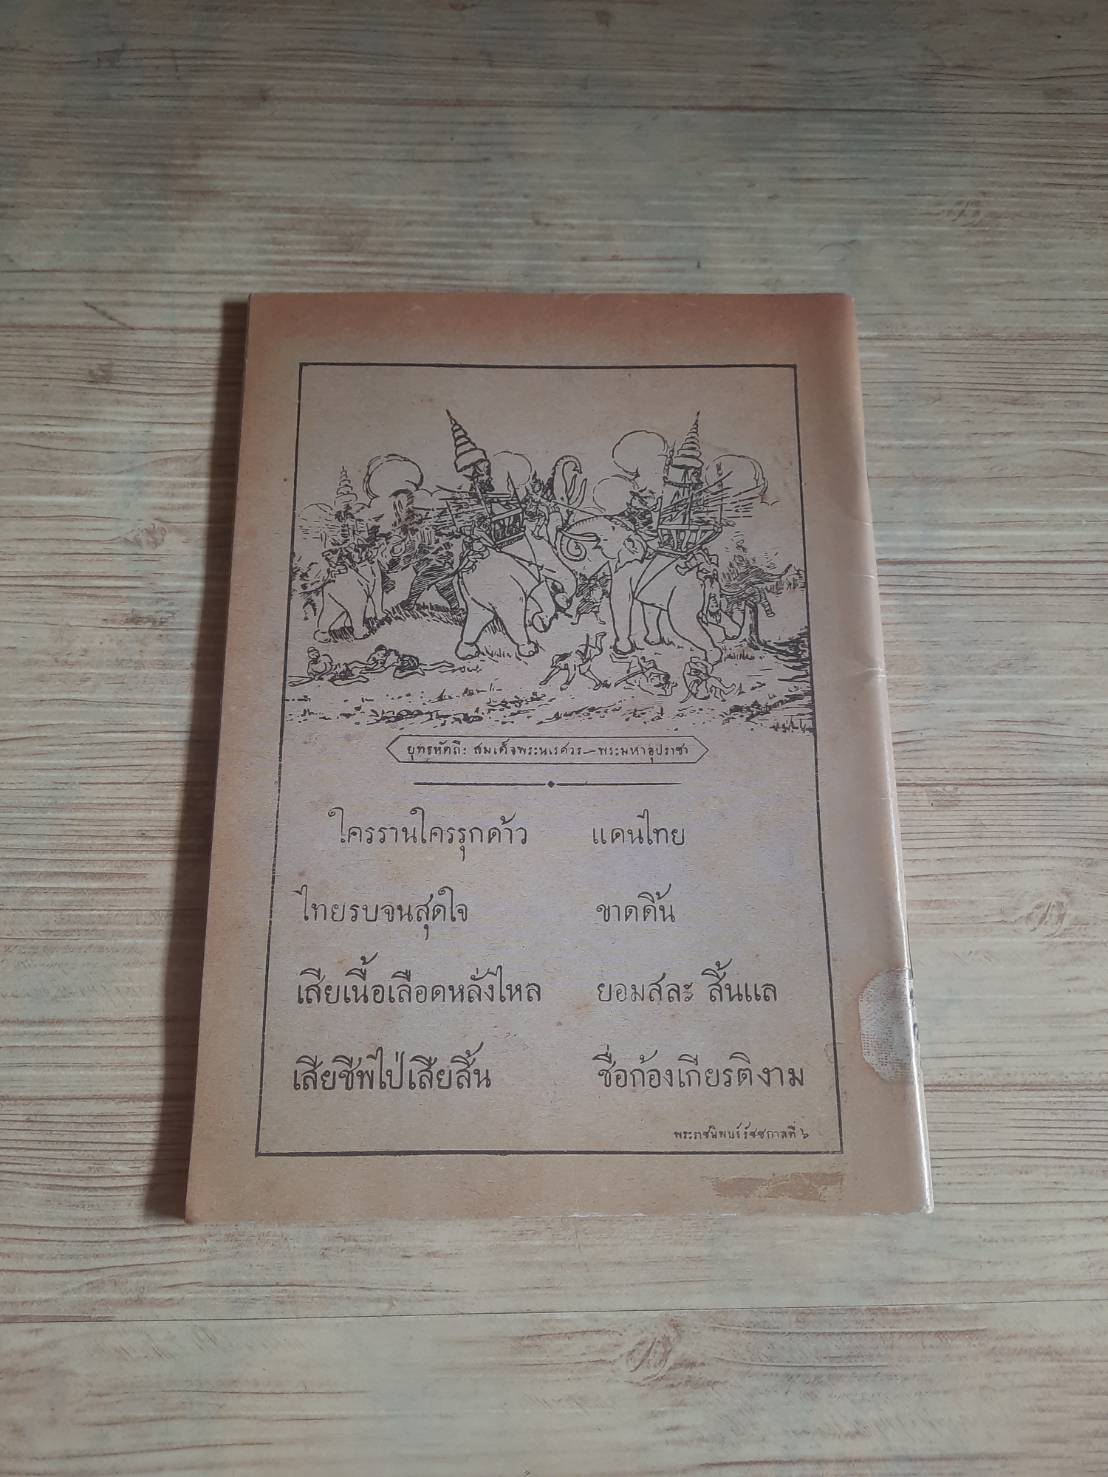 ยุทธหัตถี: สมเด็จพระนเรศวร—พระมหาอุปราชา
ใครรานใครรุกด้าว แดนไทย
ไทยรบจนสุดใจ ขาดดิ้น
เสียเนื้อเลือดหลั่งไหล ยอมสละ สิ้นแล
เสียชีพไป่เสียสิ้น ชื่อก้องเกียรติงาม
พระราชนิพนธ์รัชชกาลที่ ๖